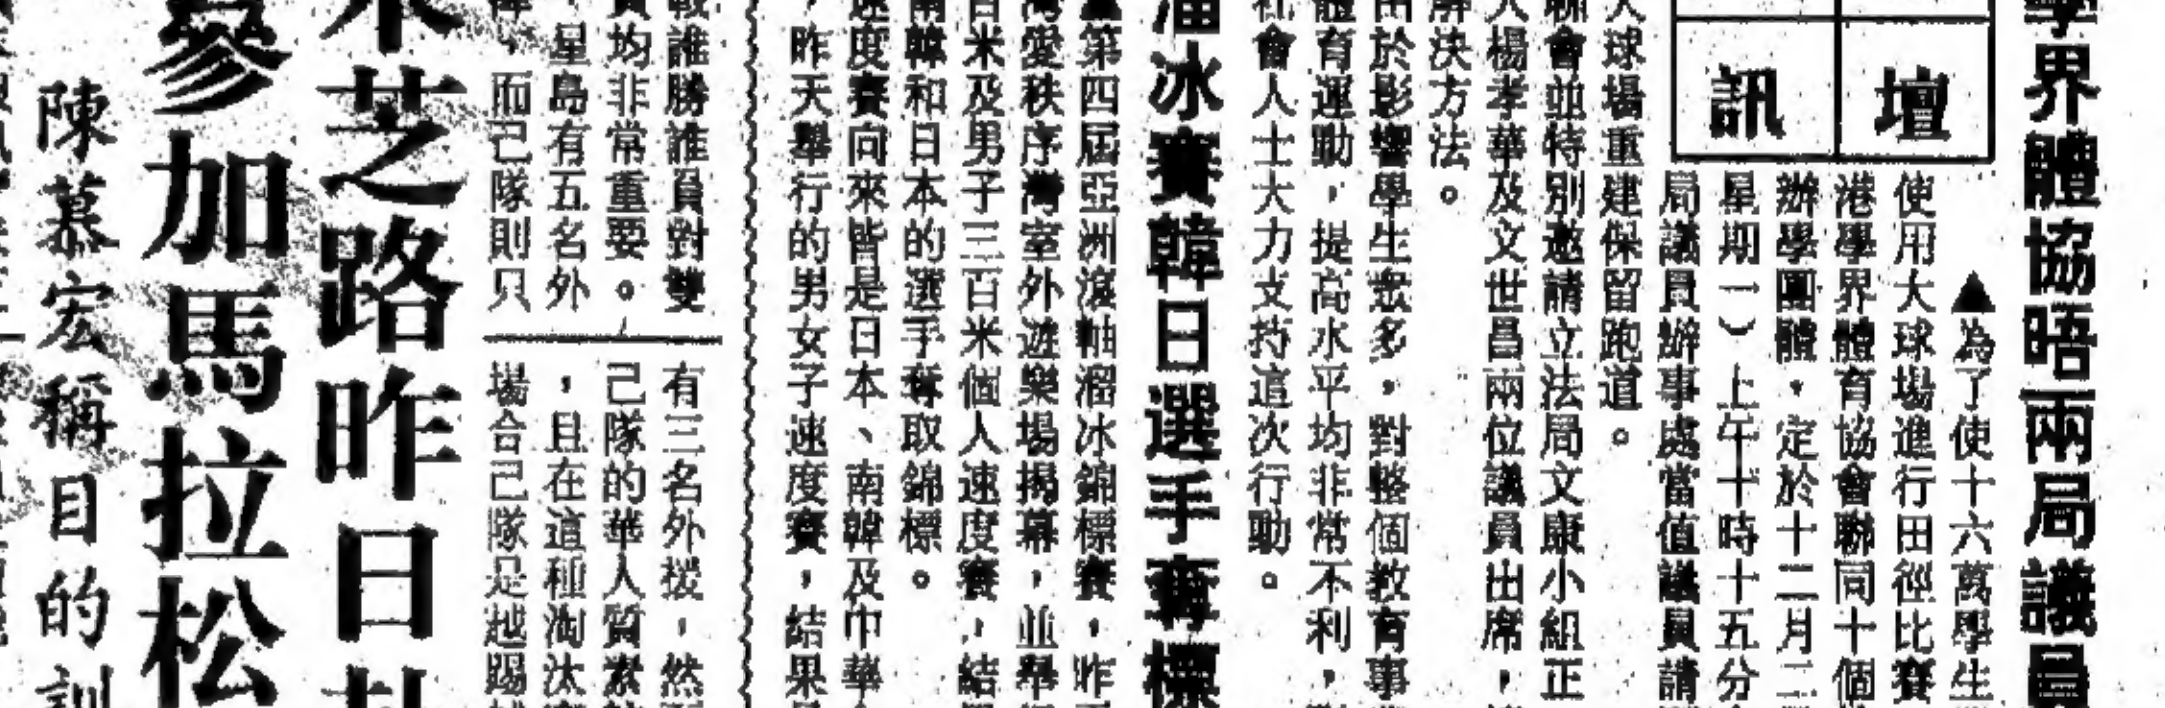 學界體協晤兩局議員
壇
訊
▲為了使十六萬學生
使用大球場進行田徑比賽
港學界體育協會聯同十個
辦學團體，定於十二月二
星期一）上午十時十五分
局議員辦事處當值議員請
大球場重建保留跑道。
聯會並特別邀請立法局文康小組正
人楊孝華及文世昌兩位議員出席，
解決方法。
由於影響學生眾多，對整個教育事
體育運動，提高水平均非常不利，
社會人士大力支持這次行動。
溜冰賽韓日選手奪標
第四屆亞洲滾軸溜冰錦標賽，昨
灣愛秩序灣室外遊樂場揭幕，並舉
百米及男子三百米個人速度賽，結
南韓和日本的選手奪取錦標。
速度賽向來皆是日本、南韓及中華
，昨天舉行的男女子速度賽，結果
戰誰勝誰負對雙
質均非常重要。
，星島有五名外
，而己隊則只
有三名外援，然
己隊的華人質素
，且在這種淘汰
場合己隊是越踢
芝路昨日
參加馬拉松
陳慕宏稱目的訓